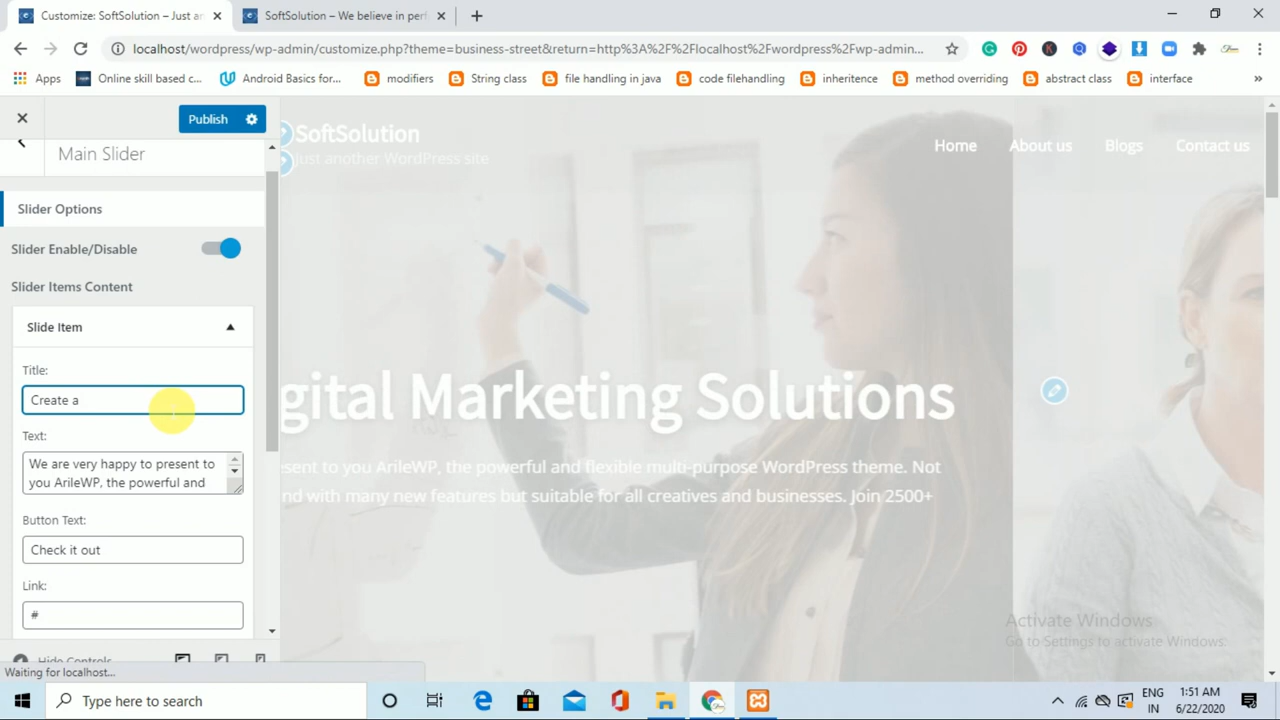 Customize: SoftSolution – Just a
SoftSolution – We believe in per
localhost/wordpress/wp-admin/customize.php?theme=business-street&return=http%3A%2F%2Flocalhost%2Fwordpress%2Fwp-admin...
Apps
Online skill based c...
Android Basics for...
modifiers
String class
file handling in java
code filehandling
inheritence
method overriding
abstract class
interface
»
Publish
Main Slider
Slider Options
Slider Enable/Disable
Slider Items Content
Slide Item
Title:
Create a
Text:
We are very happy to present to
you ArileWP, the powerful and
Button Text:
Check it out
Link:
#
Hide Controls
Waiting for localhost...
SoftSolution
Just another WordPress site
Home
About us
Blogs
Contact us
gital Marketing Solutions
esent to you ArileWP, the powerful and flexible multi-purpose WordPress theme. Not
nd with many new features but suitable for all creatives and businesses. Join 2500+
Activate Windows
Go to Settings to activate Windows.
Type here to search
ENG
IN
1:51 AM
6/22/2020